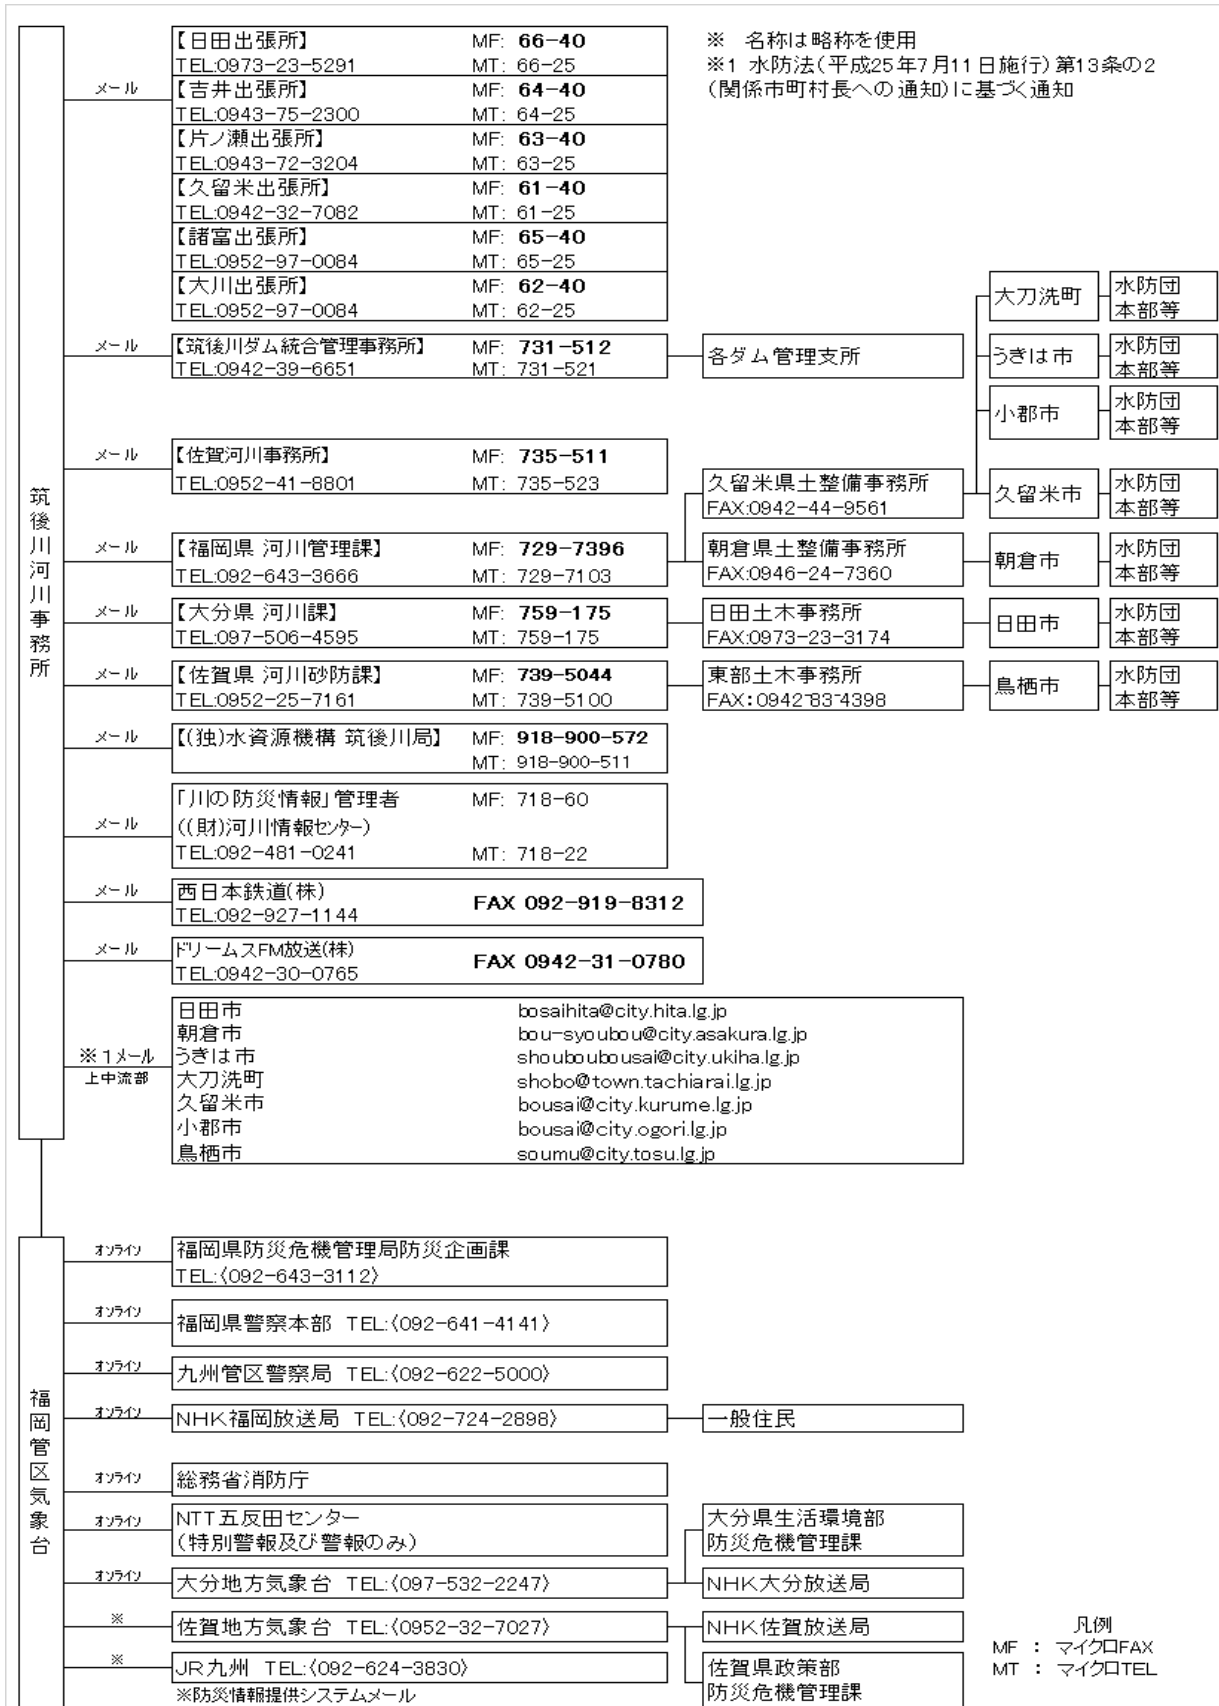 【日田出張所】 MF: 66-40
TEL:0973-23-5291 MT: 66-25
※ 名称は略称を使用
※1 水防法(平成25年7月11日施行)第13条の2
(関係市町村長への通知)に基づく通知
メール
【吉井出張所】 MF: 64-40
TEL:0943-75-2300 MT: 64-25
【片ノ瀬出張所】 MF: 63-40
TEL:0943-72-3204 MT: 63-25
【久留米出張所】 MF: 61-40
TEL:0942-32-7082 MT: 61-25
【諸富出張所】 MF: 65-40
TEL:0952-97-0084 MT: 65-25
【大川出張所】 MF: 62-40
TEL:0952-97-0084 MT: 62-25
大刀洗町 水防団
本部等
メール 【筑後川ダム統合管理事務所】 MF: 731-512
TEL:0942-39-6651 MT: 731-521
各ダム管理支所
うきは市 水防団
本部等
小郡市 水防団
本部等
筑後川河川事務所
メール 【佐賀河川事務所】 MF: 735-511
TEL:0952-41-8801 MT: 735-523
久留米県土整備事務所
FAX:0942-44-9561
久留米市 水防団
本部等
メール 【福岡県 河川管理課】 MF: 729-7396
TEL:092-643-3666 MT: 729-7103
朝倉県土整備事務所
FAX:0946-24-7360
朝倉市 水防団
本部等
メール 【大分県 河川課】 MF: 759-175
TEL:097-506-4595 MT: 759-175
日田土木事務所
FAX:0973-23-3174
日田市 水防団
本部等
メール 【佐賀県 河川砂防課】 MF: 739-5044
TEL:0952-25-7161 MT: 739-5100
東部土木事務所
FAX:0942-83-4398
鳥栖市 水防団
本部等
メール 【(独)水資源機構 筑後川局】 MF: 918-900-572
MT: 918-900-511
「川の防災情報」管理者 MF: 718-60
メール ((財)河川情報センター)
TEL:092-481-0241 MT: 718-22
メール 西日本鉄道(株)
TEL:092-927-1144 FAX 092-919-8312
メール ドリームスFM放送(株)
TEL:0942-30-0765 FAX 0942-31-0780
※1メール
上中流部
日田市 bosaihita@city.hita.lg.jp
朝倉市 bou-syoubou@city.asakura.lg.jp
うきは市 shouboubousai@city.ukiha.lg.jp
大刀洗町 shobo@town.tachiarai.lg.jp
久留米市 bousai@city.kurume.lg.jp
小郡市 bousai@city.ogori.lg.jp
鳥栖市 soumu@city.tosu.lg.jp
福岡管区気象台
オンライン 福岡県防災危機管理局防災企画課
TEL:〈092-643-3112〉
オンライン 福岡県警察本部 TEL:〈092-641-4141〉
オンライン 九州管区警察局 TEL:〈092-622-5000〉
オンライン NHK福岡放送局 TEL:〈092-724-2898〉 一般住民
オンライン 総務省消防庁
オンライン NTT五反田センター
(特別警報及び警報のみ)
大分県生活環境部
防災危機管理課
オンライン 大分地方気象台 TEL:〈097-532-2247〉 NHK大分放送局
※ 佐賀地方気象台 TEL:〈0952-32-7027〉 NHK佐賀放送局
※ JR九州 TEL:〈092-624-3830〉
※防災情報提供システムメール
佐賀県政策部
防災危機管理課
凡例
MF : マイクロFAX
MT : マイクロTEL